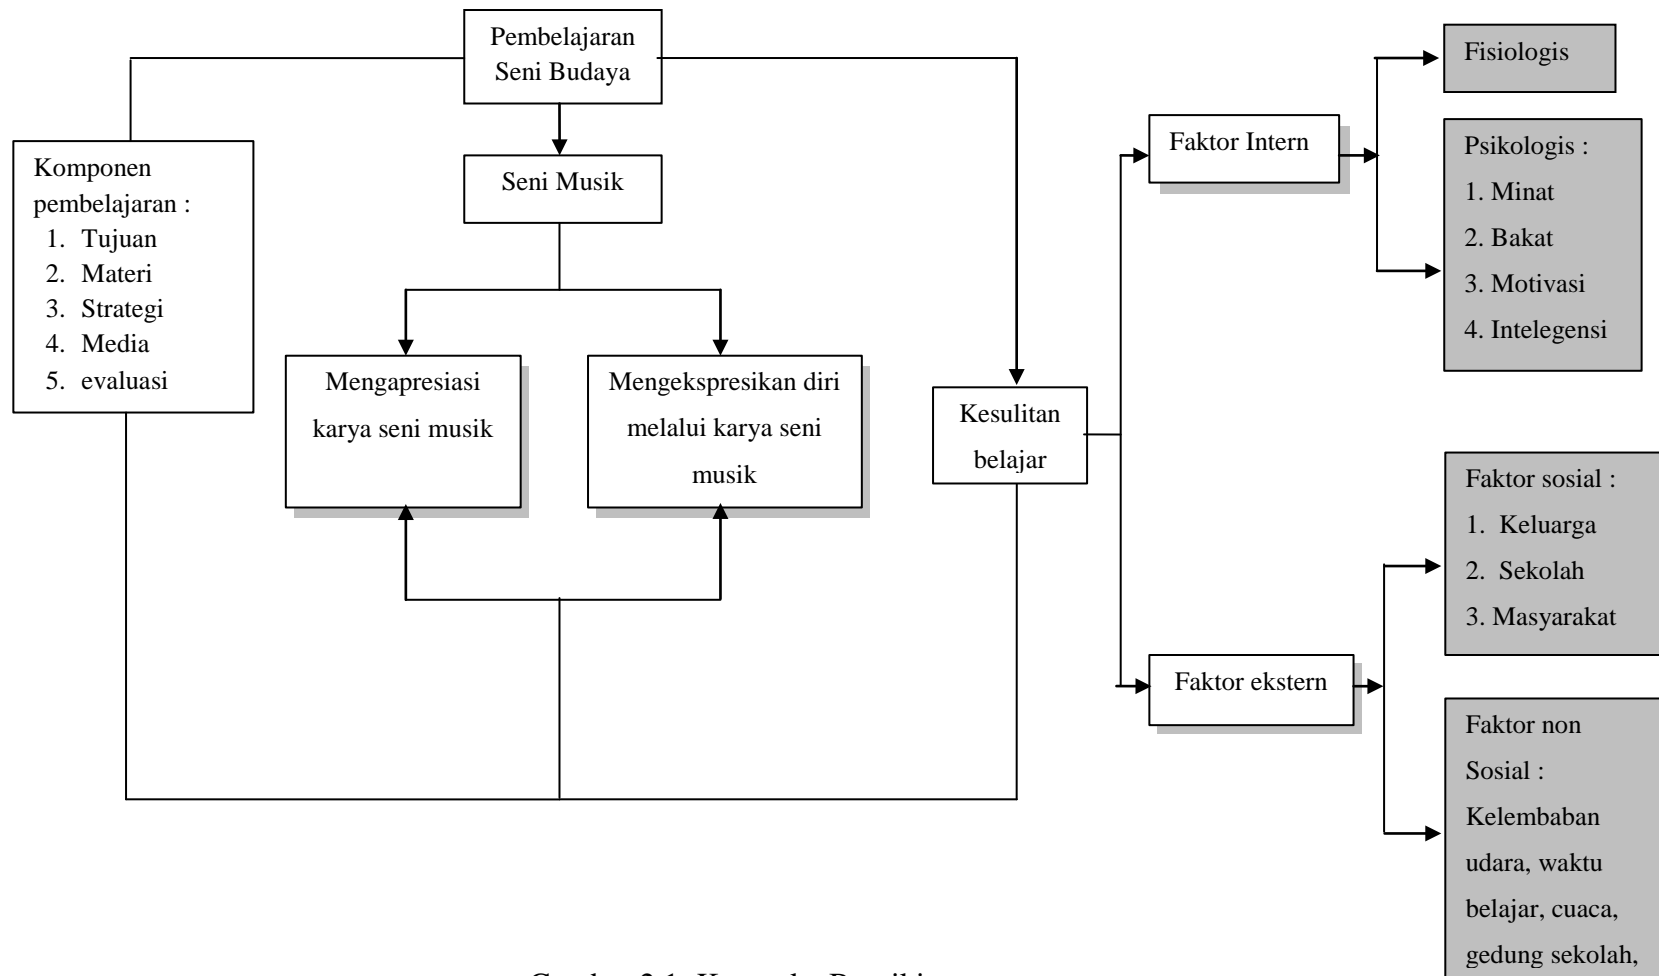 Pembelajaran
Seni Budaya
Komponen
pembelajaran :
1. Tujuan
2. Materi
3. Strategi
4. Media
5. evaluasi
Seni Musik
Mengapresiasi
karya seni musik
Mengekspresikan diri
melalui karya seni
musik
Kesulitan
belajar
Faktor Intern
Fisiologis
Psikologis :
1. Minat
2. Bakat
3. Motivasi
4. Intelegensi
Faktor ekstern
Faktor sosial :
1. Keluarga
2. Sekolah
3. Masyarakat
Faktor non
Sosial :
Kelembaban
udara, waktu
belajar, cuaca,
gedung sekolah,